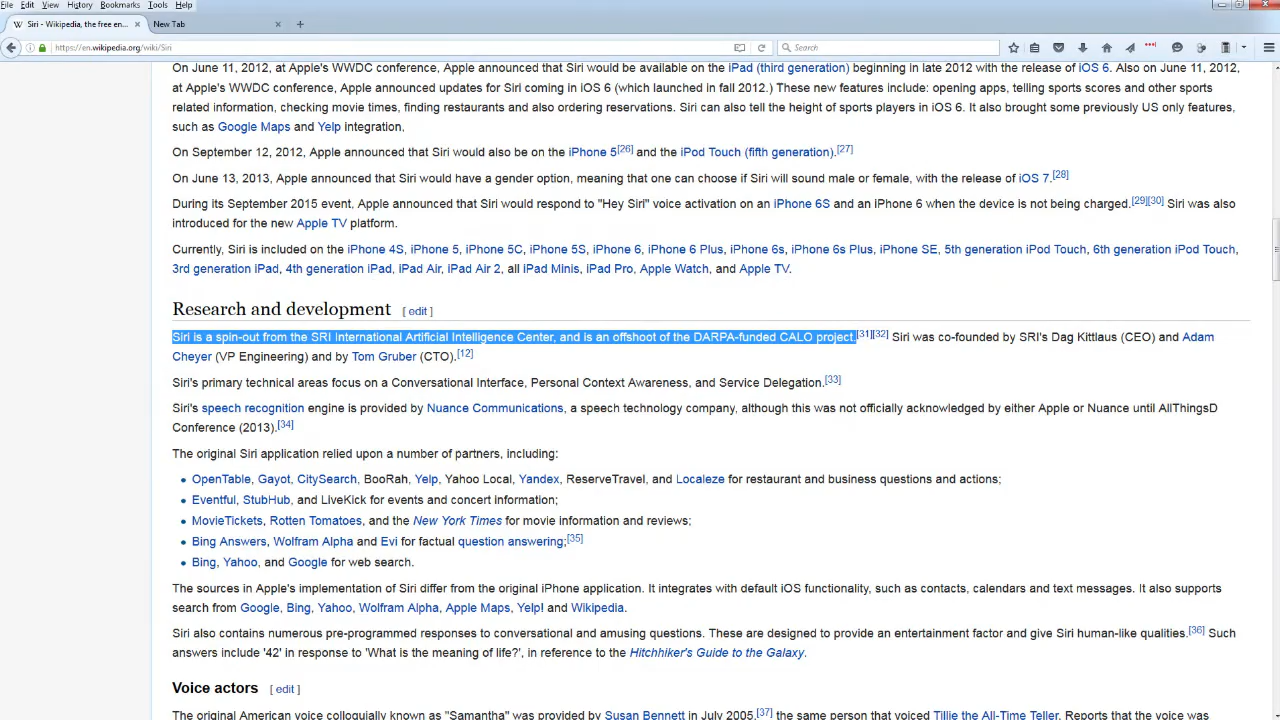 File Edit View History Bookmarks Tools Help
W Siri - Wikipedia, the free en... × New Tab × +
https://en.wikipedia.org/wiki/Siri Search
On June 11, 2012, at Apple's WWDC conference, Apple announced that Siri would be available on the iPad (third generation) beginning in late 2012 with the release of iOS 6. Also on June 11, 2012,
at Apple's WWDC conference, Apple announced updates for Siri coming in iOS 6 (which launched in fall 2012.) These new features include: opening apps, telling sports scores and other sports
related information, checking movie times, finding restaurants and also ordering reservations. Siri can also tell the height of sports players in iOS 6. It also brought some previously US only features,
such as Google Maps and Yelp integration,
On September 12, 2012, Apple announced that Siri would also be on the iPhone 5[26] and the iPod Touch (fifth generation).[27]
On June 13, 2013, Apple announced that Siri would have a gender option, meaning that one can choose if Siri will sound male or female, with the release of iOS 7.[28]
During its September 2015 event, Apple announced that Siri would respond to "Hey Siri" voice activation on an iPhone 6S and an iPhone 6 when the device is not being charged.[29][30] Siri was also
introduced for the new Apple TV platform.
Currently, Siri is included on the iPhone 4S, iPhone 5, iPhone 5C, iPhone 5S, iPhone 6, iPhone 6 Plus, iPhone 6s, iPhone 6s Plus, iPhone SE, 5th generation iPod Touch, 6th generation iPod Touch,
3rd generation iPad, 4th generation iPad, iPad Air, iPad Air 2, all iPad Minis, iPad Pro, Apple Watch, and Apple TV.
Research and development [ edit ]
Siri is a spin-out from the SRI International Artificial Intelligence Center, and is an offshoot of the DARPA-funded CALO project.[31][32] Siri was co-founded by SRI's Dag Kittlaus (CEO) and Adam
Cheyer (VP Engineering) and by Tom Gruber (CTO).[12]
Siri's primary technical areas focus on a Conversational Interface, Personal Context Awareness, and Service Delegation.[33]
Siri's speech recognition engine is provided by Nuance Communications, a speech technology company, although this was not officially acknowledged by either Apple or Nuance until AllThingsD
Conference (2013).[34]
The original Siri application relied upon a number of partners, including:
• OpenTable, Gayot, CitySearch, BooRah, Yelp, Yahoo Local, Yandex, ReserveTravel, and Localeze for restaurant and business questions and actions;
• Eventful, StubHub, and LiveKick for events and concert information;
• MovieTickets, Rotten Tomatoes, and the New York Times for movie information and reviews;
• Bing Answers, Wolfram Alpha and Evi for factual question answering;[35]
• Bing, Yahoo, and Google for web search.
The sources in Apple's implementation of Siri differ from the original iPhone application. It integrates with default iOS functionality, such as contacts, calendars and text messages. It also supports
search from Google, Bing, Yahoo, Wolfram Alpha, Apple Maps, Yelp! and Wikipedia.
Siri also contains numerous pre-programmed responses to conversational and amusing questions. These are designed to provide an entertainment factor and give Siri human-like qualities.[36] Such
answers include '42' in response to 'What is the meaning of life?', in reference to the Hitchhiker's Guide to the Galaxy.
Voice actors [ edit ]
The original American voice colloquially known as "Samantha" was provided by Susan Bennett in July 2005,[37] the same person that voiced Tillie the All-Time Teller. Reports that the voice was